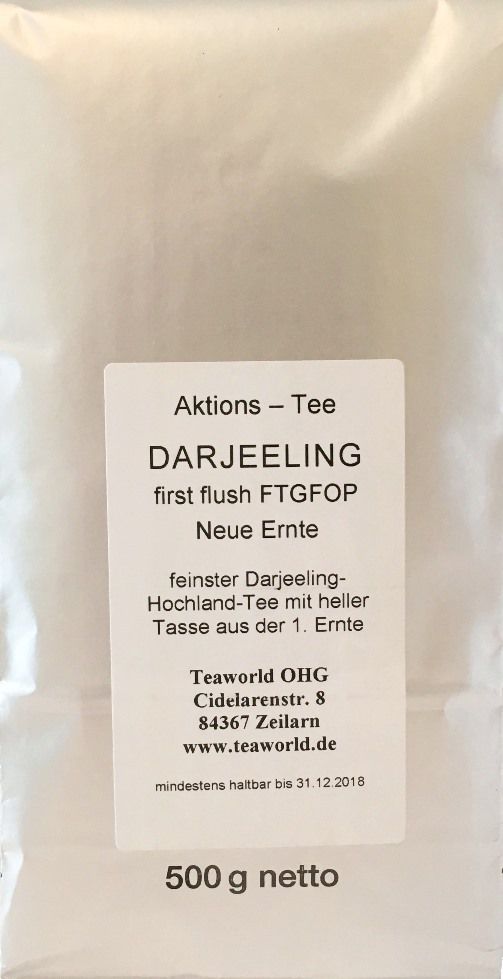 Aktions – Tee
DARJEELING
first flush FTGFOP
Neue Ernte
feinster Darjeeling-
Hochland-Tee mit heller
Tasse aus der 1. Ernte
Teaworld OHG
Cidelarenstr. 8
84367 Zeilarn
www.teaworld.de
mindestens haltbar bis 31.12.2018
500 g netto